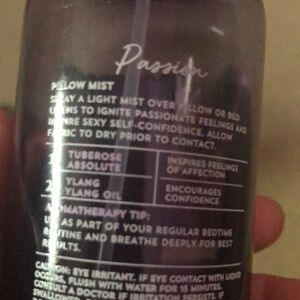 Passion
PILLOW MIST
SPRAY A LIGHT MIST OVER PILLOW OR BED
LINENS TO IGNITE PASSIONATE FEELINGS AND
INSPIRE SEXY SELF-CONFIDENCE. ALLOW
FABRIC TO DRY PRIOR TO CONTACT.
1 TUBEROSE ABSOLUTE INSPIRES FEELINGS OF AFFECTION
2 YLANG YLANG OIL ENCOURAGES CONFIDENCE
AROMATHERAPY TIP:
USE AS PART OF YOUR REGULAR BEDTIME
ROUTINE AND BREATHE DEEPLY FOR BEST
RESULTS.
CAUTION: EYE IRRITANT. IF EYE CONTACT WITH LIQUID
OCCURS, FLUSH WITH WATER FOR 15 MINUTES.
CONSULT A DOCTOR IF IRRITATION PERSISTS. IF
SWALLOWED